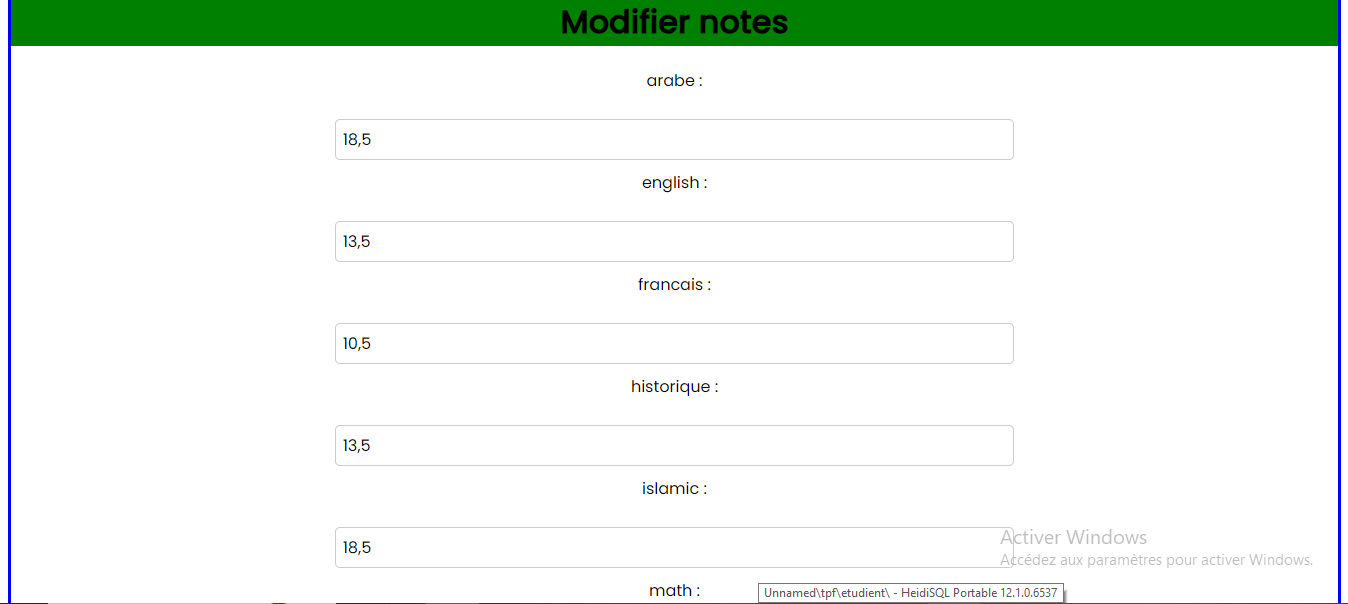 Modifier notes
arabe :
18,5
english :
13,5
francais :
10,5
historique :
13,5
islamic :
18,5
Activer Windows
Accédez aux paramètres pour activer Windows.
math :
Unnamed\tpf\etudient\ - HeidiSQL Portable 12.1.0.6537